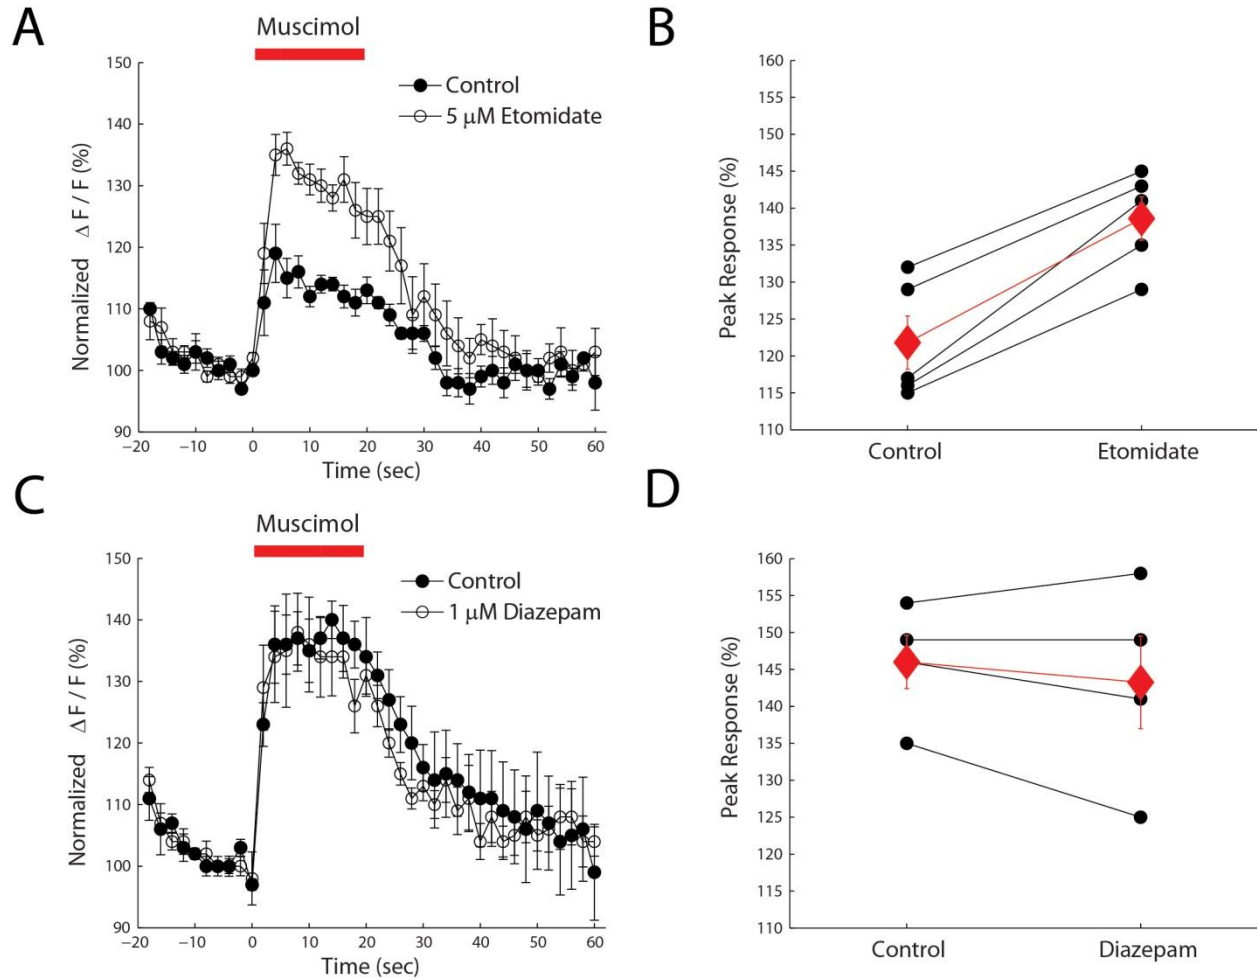 A
Muscimol
Control
5 μM Etomidate
Normalized Δ F / F (%)
150
140
130
120
110
100
90
−20
−10
0
10
20
30
40
50
60
Time (sec)
B
Peak Response (%)
160
155
150
145
140
135
130
125
120
115
110
Control
Etomidate
C
Muscimol
Control
1 μM Diazepam
Normalized Δ F / F (%)
150
140
130
120
110
100
90
−20
−10
0
10
20
30
40
50
60
Time (sec)
D
Peak Response (%)
160
155
150
145
140
135
130
125
120
115
110
Control
Diazepam